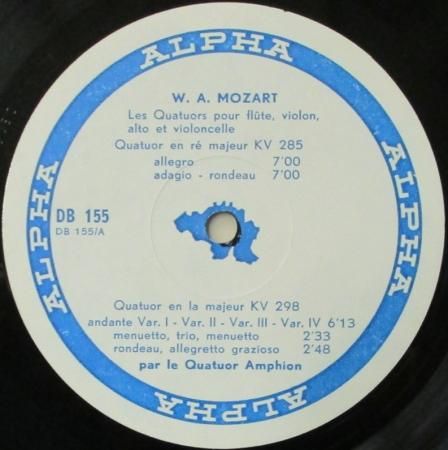 ALPHA
W. A. MOZART
Les Quatuors pour flûte, violon,
alto et violoncelle
Quatuor en ré majeur KV 285
allegro 7'00
adagio - rondeau 7'00
ALPHA
ALPHA
DB 155
DB 155/A
Quatuor en la majeur KV 298
andante Var. I - Var. II - Var. III - Var. IV 6'13
menuetto, trio, menuetto 2'33
rondeau, allegretto grazioso 2'48
par le Quatuor Amphion
ALPHA
ALPHA